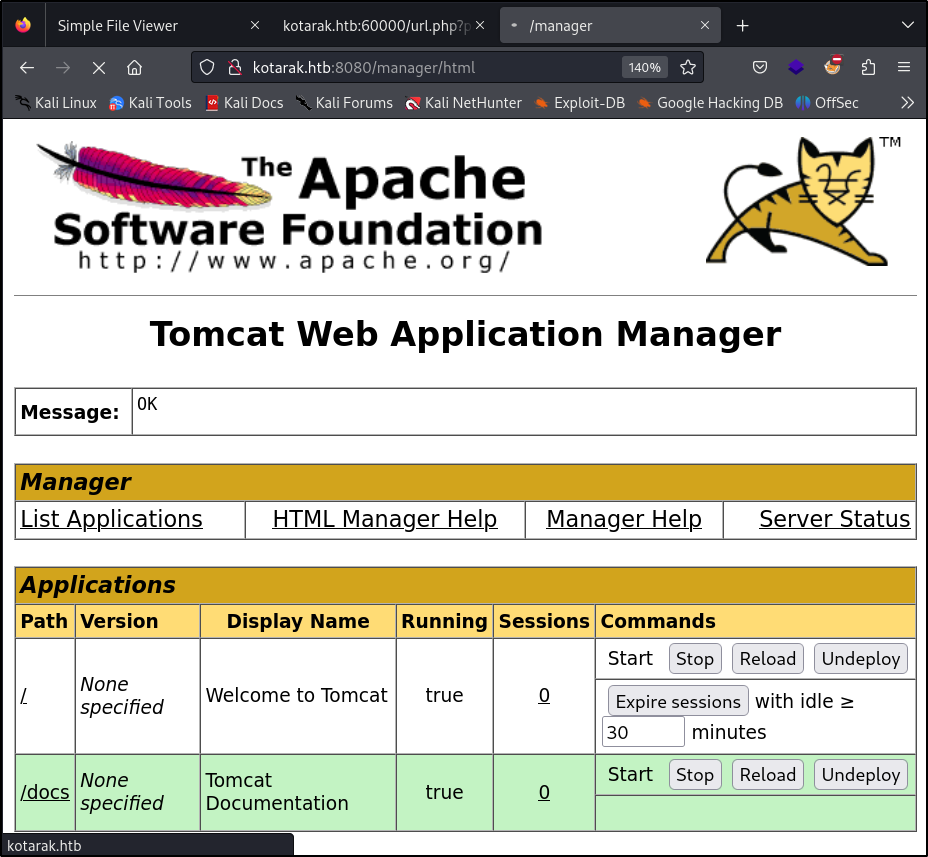 Simple File Viewer
kotarak.htb:60000/url.php?p
/manager
kotarak.htb:8080/manager/html
140%
Kali Linux Kali Tools Kali Docs Kali Forums Kali NetHunter Exploit-DB Google Hacking DB OffSec
The Apache
Software Foundation
http://www.apache.org/
TM
Tomcat Web Application Manager
Message: OK
Manager
List Applications HTML Manager Help Manager Help Server Status
Applications
Path Version Display Name Running Sessions Commands
/ None specified Welcome to Tomcat true 0 Start Stop Reload Undeploy
Expire sessions with idle ≥
30 minutes
/docs None specified Tomcat Documentation true 0 Start Stop Reload Undeploy
kotarak.htb